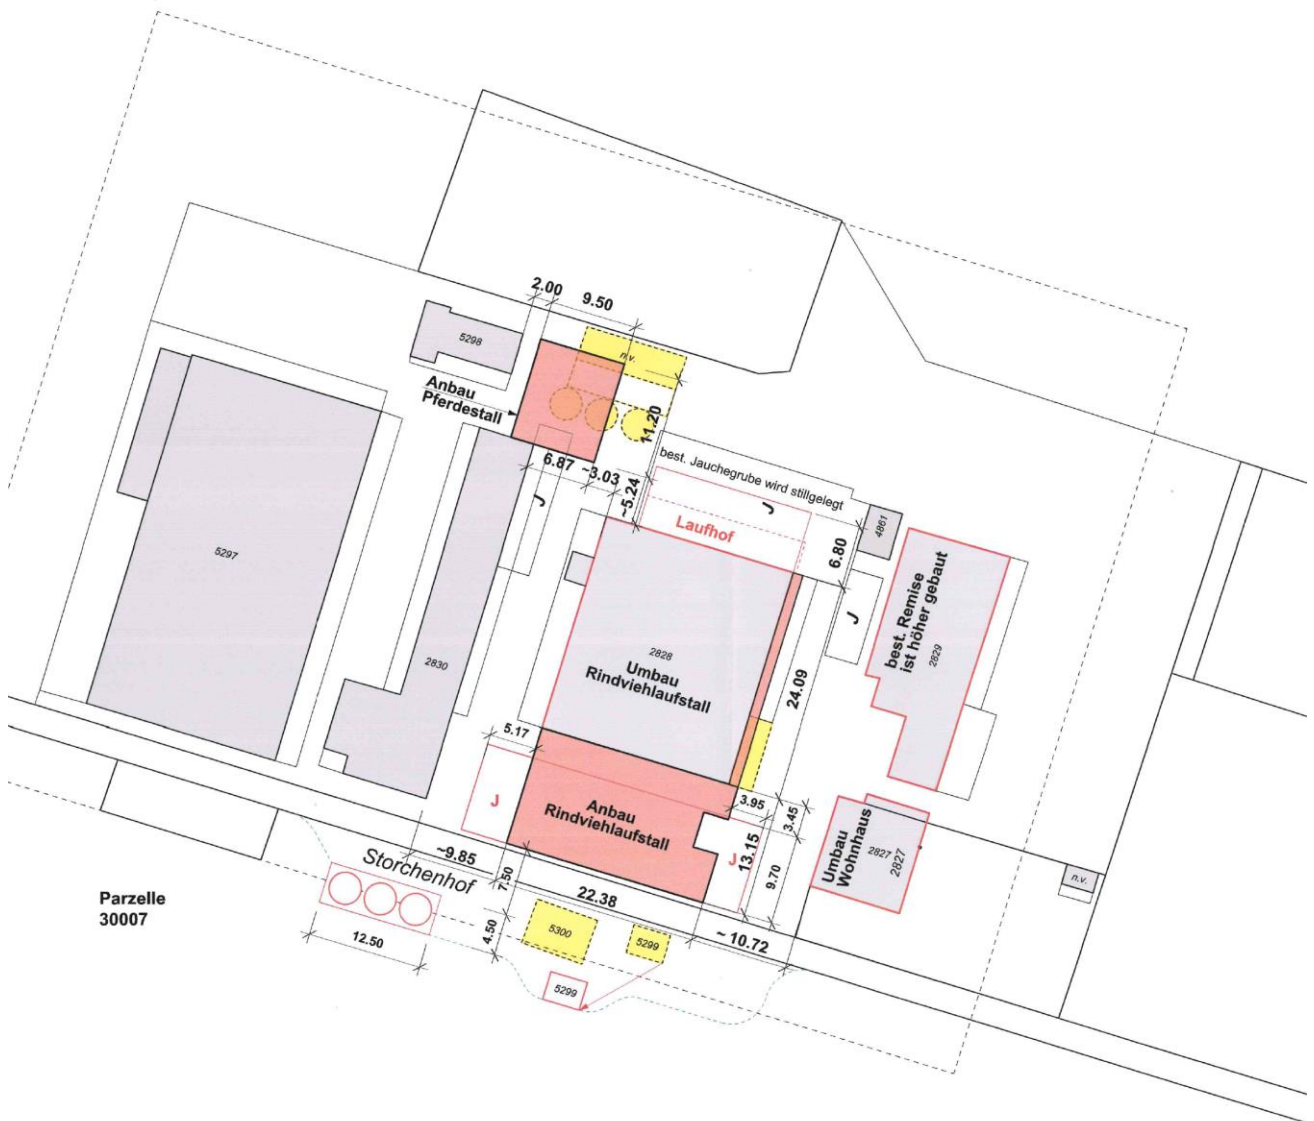 2.00
9.50
5298
n.v.
Anbau
Pferdestall
11.20
6.87
~3.03
~5.24
best. Jauchegrube wird stillgelegt
J
J
Laufhof
4861
6.80
J
5297
best. Remise
ist höher gebaut
2829
2830
2828
Umbau
Rindviehlaufstall
24.09
5.17
J
Anbau
Rindviehlaufstall
3.95
3.45
J
13.15
9.70
Umbau
Wohnhaus
2827
2827
n.v.
Storchenhof
~9.85
7.50
22.38
Parzelle
30007
12.50
4.50
5300
5299
~ 10.72
5299